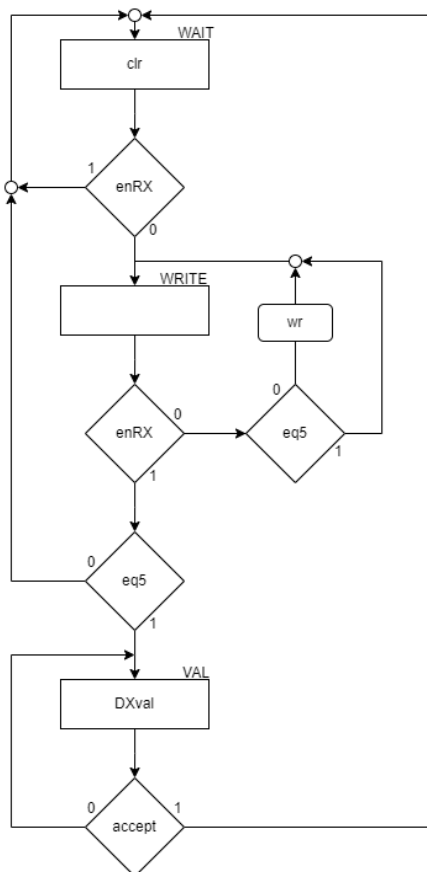 WAIT
clr
1
enRX
0
WRITE
wr
0
0
enRX
eq5
1
1
0
eq5
1
VAL
DXval
0
1
accept